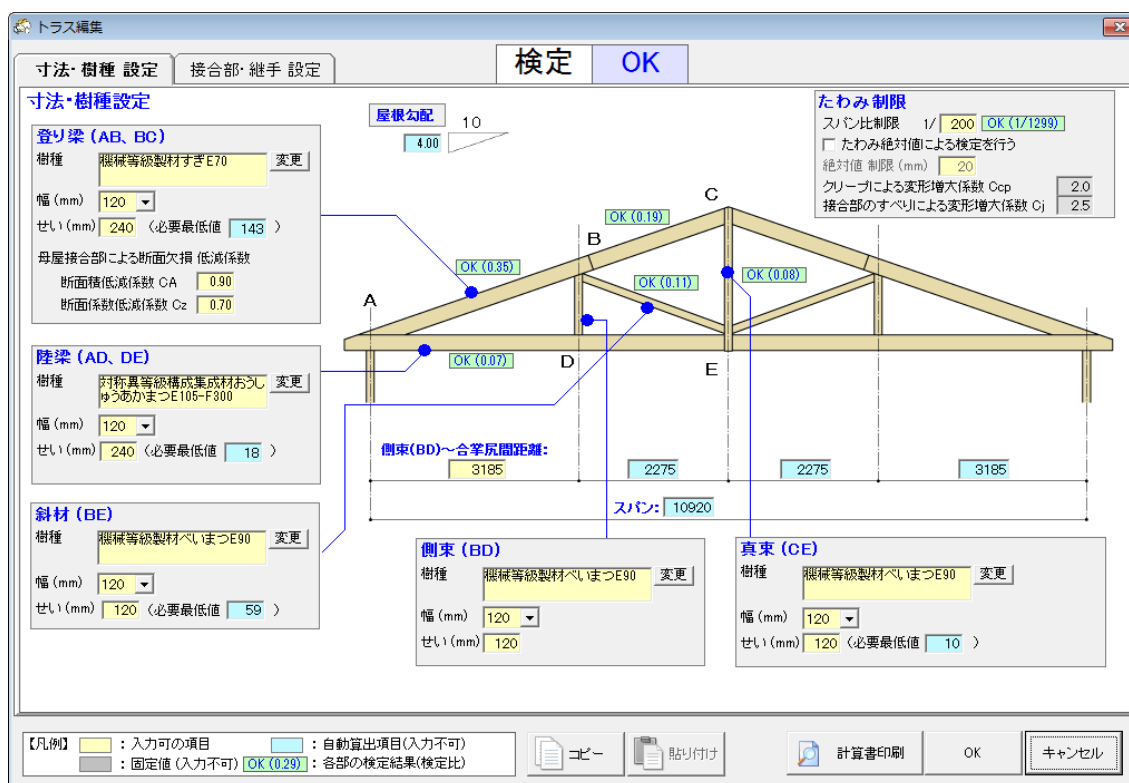 トラス編集
寸法・樹種 設定
接合部・継手 設定
検定
OK
寸法・樹種設定
登り梁 (AB、BC)
樹種
機械等級製材すぎE70
変更
幅(mm) 120
せい(mm) 240 (必要最低値 143 )
母屋接合部による断面欠損 低減係数
断面積低減係数 CA 0.90
断面係数低減係数 Cz 0.70
屋根勾配
10
4.00
たわみ制限
スパン比制限 1/ 200 OK (1/1299)
たわみ絶対値による検定を行う
絶対値 制限(mm) 20
クリープによる変形増大係数 Ccp 2.0
接合部のすべりによる変形増大係数 Cj 2.5
C
OK (0.19)
B
OK (0.35)
OK (0.11)
OK (0.08)
A
OK (0.07)
D
E
陸梁 (AD、DE)
樹種
対称異等級構成集成材おうし
ゅうあかまつE105-F300
変更
幅(mm) 120
せい(mm) 240 (必要最低値 18 )
側束(BD)～合掌尻間距離:
3185 2275 2275 3185
スパン: 10920
斜材 (BE)
樹種
機械等級製材べいまつE90
変更
幅(mm) 120
せい(mm) 120 (必要最低値 59 )
側束 (BD)
樹種
機械等級製材べいまつE90
変更
幅(mm) 120
せい(mm) 120
真束 (CE)
樹種
機械等級製材べいまつE90
変更
幅(mm) 120
せい(mm) 120 (必要最低値 10 )
【凡例】 : 入力可の項目 : 自動算出項目(入力不可)
: 固定値(入力不可) OK (0.29) : 各部の検定結果(検定比)
コピー
貼り付け
計算書印刷
OK
キャンセル